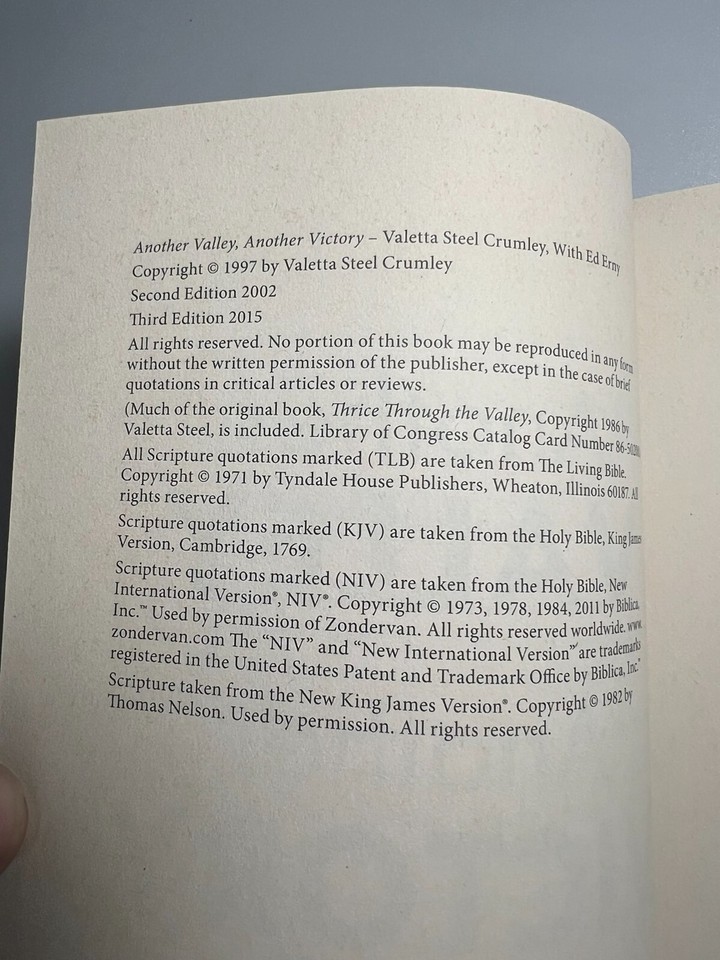 Another Valley, Another Victory – Valetta Steel Crumley, With Ed Erny
Copyright © 1997 by Valetta Steel Crumley
Second Edition 2002
Third Edition 2015
All rights reserved. No portion of this book may be reproduced in any form
without the written permission of the publisher, except in the case of brief
quotations in critical articles or reviews.
(Much of the original book, Thrice Through the Valley, Copyright 1986 by
Valetta Steel, is included. Library of Congress Catalog Card Number
All Scripture quotations marked (TLB) are taken from The Living Bible.
Copyright © 1971 by Tyndale House Publishers, Wheaton, Illinois 60187. All
rights reserved.
Scripture quotations marked (KJV) are taken from the Holy Bible, King James
Version, Cambridge, 1769.
Scripture quotations marked (NIV) are taken from the Holy Bible, New
International Version®, NIV®. Copyright © 1973, 1978, 1984, 2011 by Biblica,
Inc.™ Used by permission of Zondervan. All rights reserved worldwide. www.
zondervan.com The “NIV” and “New International Version” are trademarks
registered in the United States Patent and Trademark Office by Biblica, Inc.™
Scripture taken from the New King James Version®. Copyright © 1982 by
Thomas Nelson. Used by permission. All rights reserved.